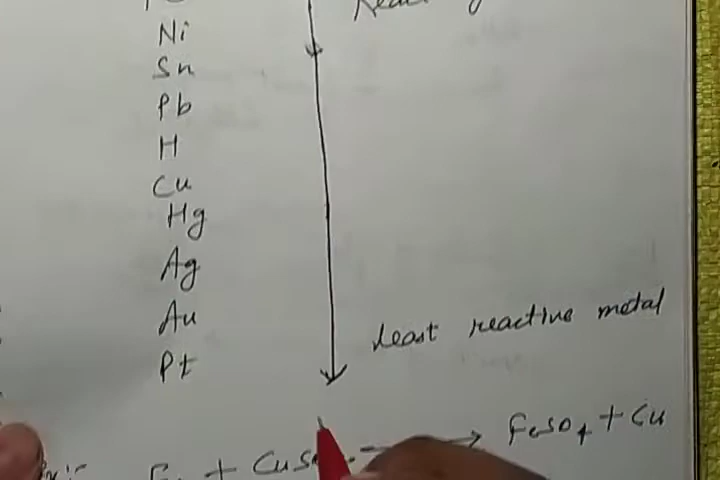 Ni
Sn
Pb
H
Cu
Hg
Ag
Au
Least reactive metal
Pt
+ FeSO4 + Cu